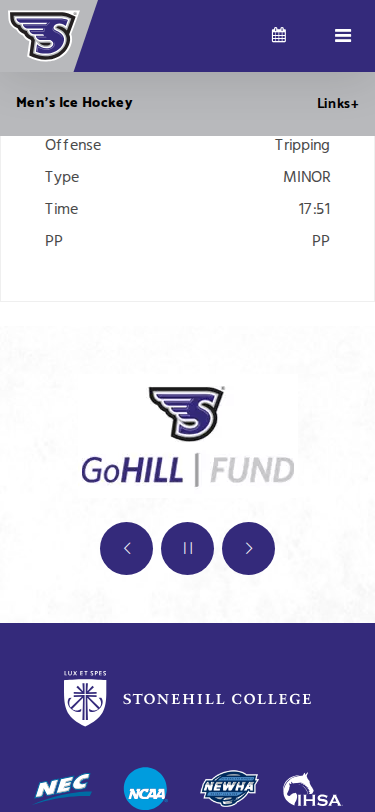 S
Men's Ice Hockey
Links+
Offense Tripping
Type MINOR
Time 17:51
PP PP
S
GoHILL | FUND
LUX ET SPES
STONEHILL COLLEGE
NEC
NCAA
NEWHA
IHSA